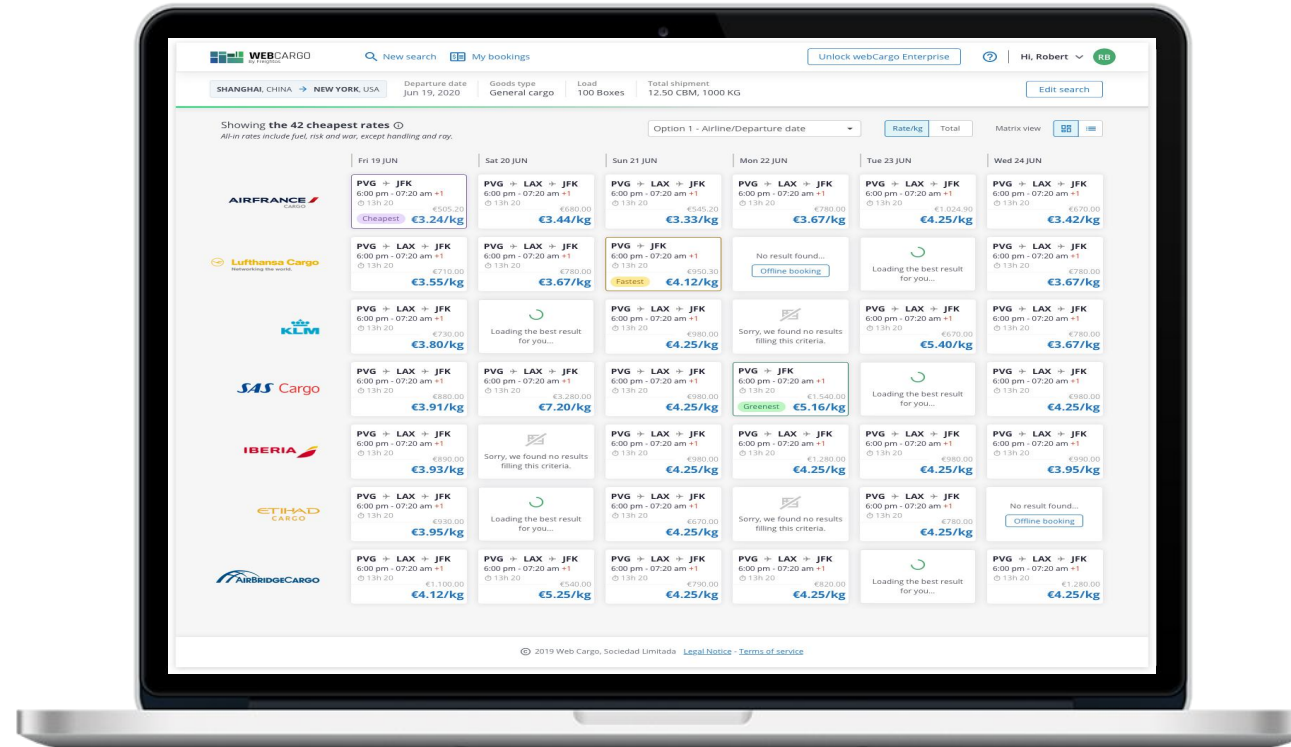 WEBCARGO
by Freightos
New search
My bookings
Unlock webCargo Enterprise
Hi, Robert
RB
SHANGHAI, CHINA → NEW YORK, USA
Departure date
Jun 19, 2020
Goods type
General cargo
Load
100 Boxes
Total shipment
12.50 CBM, 1000 KG
Edit search
Showing the 42 cheapest rates
All-in rates include fuel, risk and war, except handling and ray.
Option 1 - Airline/Departure date
Rate/kg
Total
Matrix view
Fri 19 JUN
Sat 20 JUN
Sun 21 JUN
Mon 22 JUN
Tue 23 JUN
Wed 24 JUN
AIRFRANCE
CARGO
PVG JFK
6:00 pm - 07:20 am +1
13h 20
€505.20
Cheapest €3.24/kg
PVG LAX JFK
6:00 pm - 07:20 am +1
13h 20
€680.00
€3.44/kg
PVG LAX JFK
6:00 pm - 07:20 am +1
13h 20
€545.20
€3.33/kg
PVG LAX JFK
6:00 pm - 07:20 am +1
13h 20
€780.00
€3.67/kg
PVG LAX JFK
6:00 pm - 07:20 am +1
13h 20
€1.024.90
€4.25/kg
PVG LAX JFK
6:00 pm - 07:20 am +1
13h 20
€670.00
€3.42/kg
Lufthansa Cargo
Networking the world.
PVG LAX JFK
6:00 pm - 07:20 am +1
13h 20
€710.00
€3.55/kg
PVG LAX JFK
6:00 pm - 07:20 am +1
13h 20
€780.00
€3.67/kg
PVG JFK
6:00 pm - 07:20 am +1
13h 20
€950.30
Fastest €4.12/kg
No result found...
Offline booking
Loading the best result
for you...
PVG LAX JFK
6:00 pm - 07:20 am +1
13h 20
€780.00
€3.67/kg
KLM
PVG LAX JFK
6:00 pm - 07:20 am +1
13h 20
€730.00
€3.80/kg
Loading the best result
for you...
PVG LAX JFK
6:00 pm - 07:20 am +1
13h 20
€980.00
€4.25/kg
Sorry, we found no results
filling this criteria.
PVG LAX JFK
6:00 pm - 07:20 am +1
13h 20
€670.00
€5.40/kg
PVG LAX JFK
6:00 pm - 07:20 am +1
13h 20
€780.00
€3.67/kg
SAS Cargo
PVG LAX JFK
6:00 pm - 07:20 am +1
13h 20
€880.00
€3.91/kg
PVG LAX JFK
6:00 pm - 07:20 am +1
13h 20
€3.280.00
€7.20/kg
PVG LAX JFK
6:00 pm - 07:20 am +1
13h 20
€980.00
€4.25/kg
PVG JFK
6:00 pm - 07:20 am +1
13h 20
€1.540.00
Greenest €5.16/kg
Loading the best result
for you...
PVG LAX JFK
6:00 pm - 07:20 am +1
13h 20
€980.00
€4.25/kg
IBERIA
PVG LAX JFK
6:00 pm - 07:20 am +1
13h 20
€890.00
€3.93/kg
Sorry, we found no results
filling this criteria.
PVG LAX JFK
6:00 pm - 07:20 am +1
13h 20
€980.00
€4.25/kg
PVG LAX JFK
6:00 pm - 07:20 am +1
13h 20
€1.280.00
€4.25/kg
PVG LAX JFK
6:00 pm - 07:20 am +1
13h 20
€980.00
€4.25/kg
PVG LAX JFK
6:00 pm - 07:20 am +1
13h 20
€990.00
€3.95/kg
ETIHAD
CARGO
PVG LAX JFK
6:00 pm - 07:20 am +1
13h 20
€930.00
€3.95/kg
Loading the best result
for you...
PVG LAX JFK
6:00 pm - 07:20 am +1
13h 20
€670.00
€4.25/kg
Sorry, we found no results
filling this criteria.
PVG LAX JFK
6:00 pm - 07:20 am +1
13h 20
€780.00
€4.25/kg
No result found...
Offline booking
AIRBRIDGECARGO
PVG LAX JFK
6:00 pm - 07:20 am +1
13h 20
€1.100.00
€4.12/kg
PVG LAX JFK
6:00 pm - 07:20 am +1
13h 20
€540.00
€5.25/kg
PVG LAX JFK
6:00 pm - 07:20 am +1
13h 20
€790.00
€4.25/kg
PVG LAX JFK
6:00 pm - 07:20 am +1
13h 20
€820.00
€4.25/kg
Loading the best result
for you...
PVG LAX JFK
6:00 pm - 07:20 am +1
13h 20
€1.280.00
€4.25/kg
© 2019 Web Cargo, Sociedad Limitada Legal Notice - Terms of service